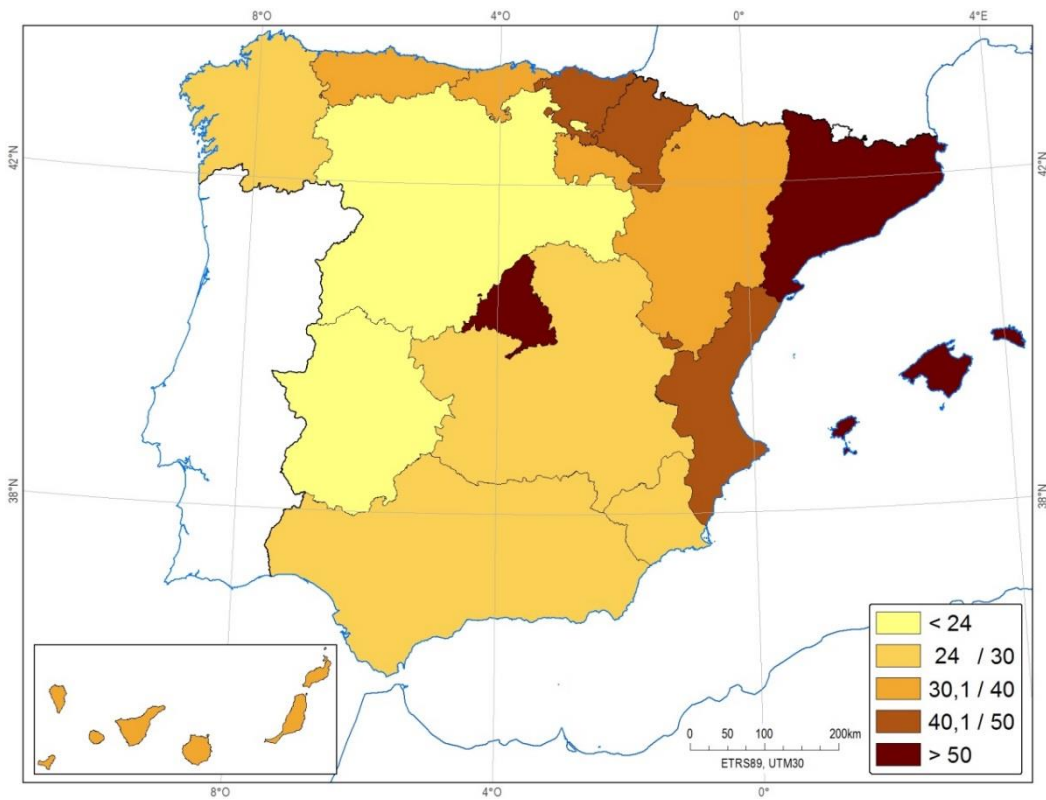 8°O 4°O 0° 4°E
42°N 42°N
38°N 38°N
< 24
24 / 30
30,1 / 40
40,1 / 50
> 50
0 50 100 200km
ETRS89, UTM30
8°O 4°O 0°